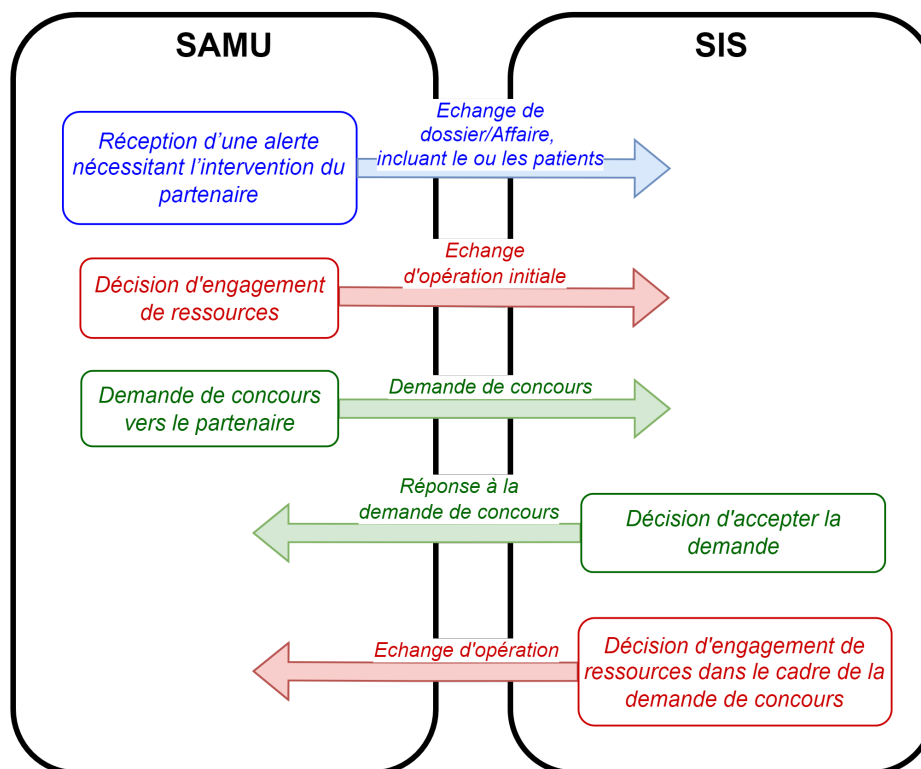 SAMU
SIS
Réception d’une alerte
nécessitant l’intervention du
partenaire
Echange de
dossier/Affaire,
incluant le ou les patients
Décision d'engagement
de ressources
Echange
d'opération initiale
Demande de concours
vers le partenaire
Demande de concours
Réponse à la
demande de concours
Décision d'accepter la
demande
Echange d'opération
Décision d'engagement de
ressources dans le cadre de la
demande de concours